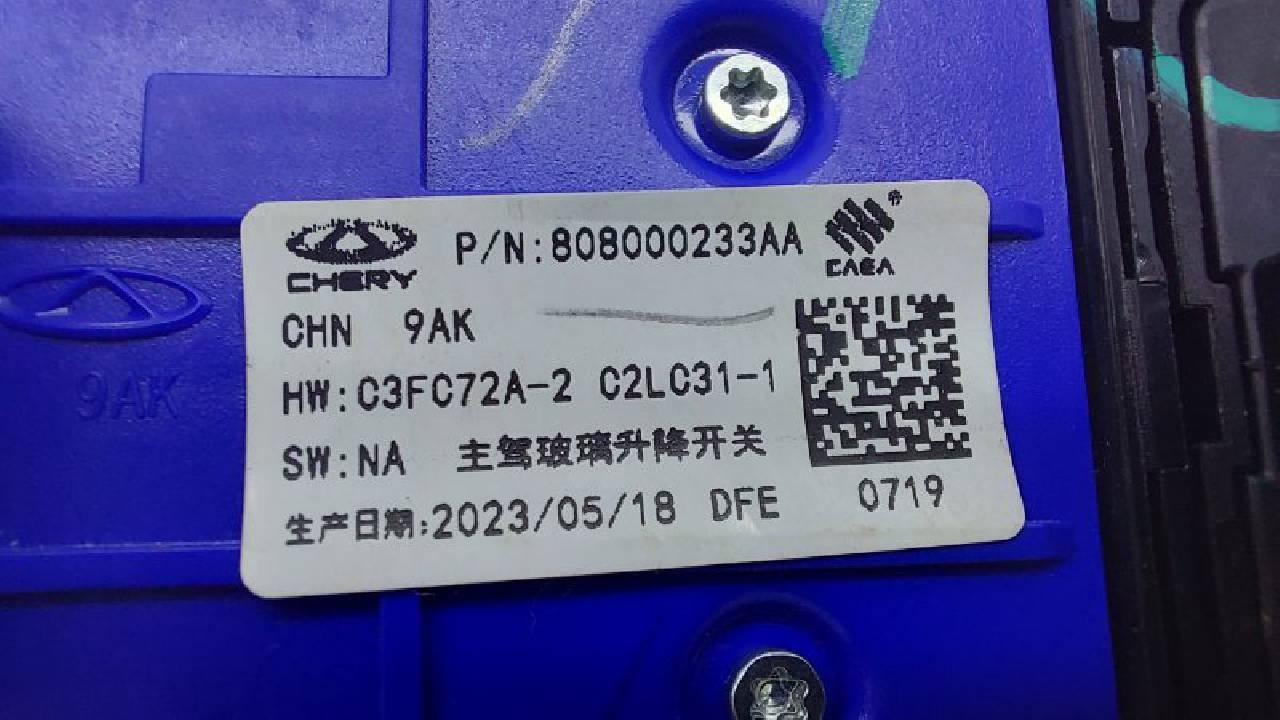 CHERY P/N:808000233AA CAEA
CHN 9AK
HW:C3FC72A-2 C2LC31-1
SW:NA 主驾玻璃升降开关
生产日期:2023/05/18 DFE 0719
9AK